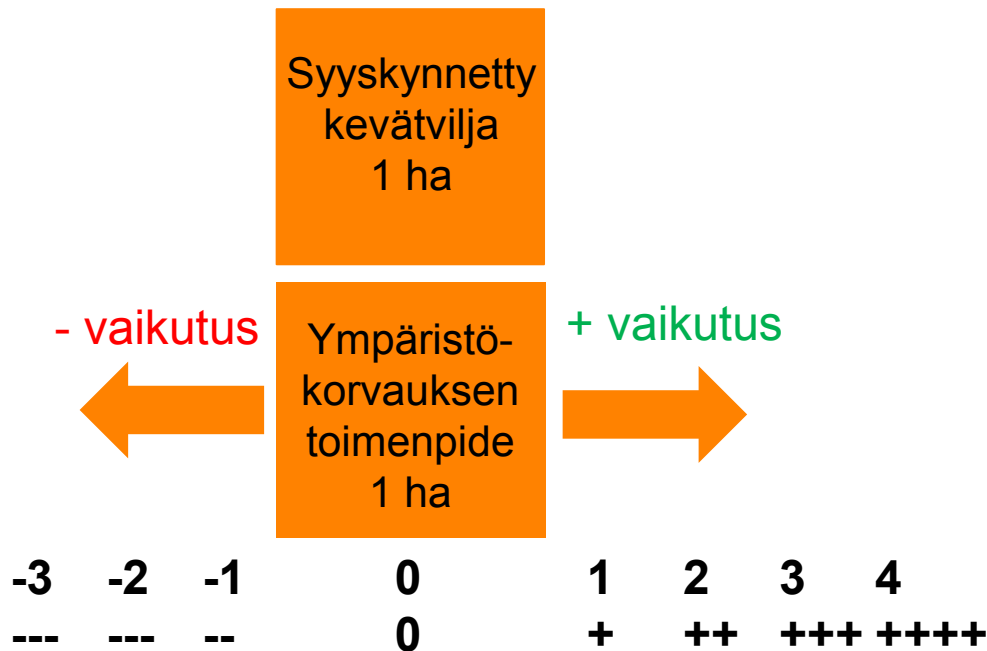 Syyskynnetty
kevätvilja
1 ha
- vaikutus
+ vaikutus
Ympäristö-
korvauksen
toimenpide
1 ha
-3 -2 -1 0 1 2 3 4
--- --- -- 0 + ++ +++ ++++